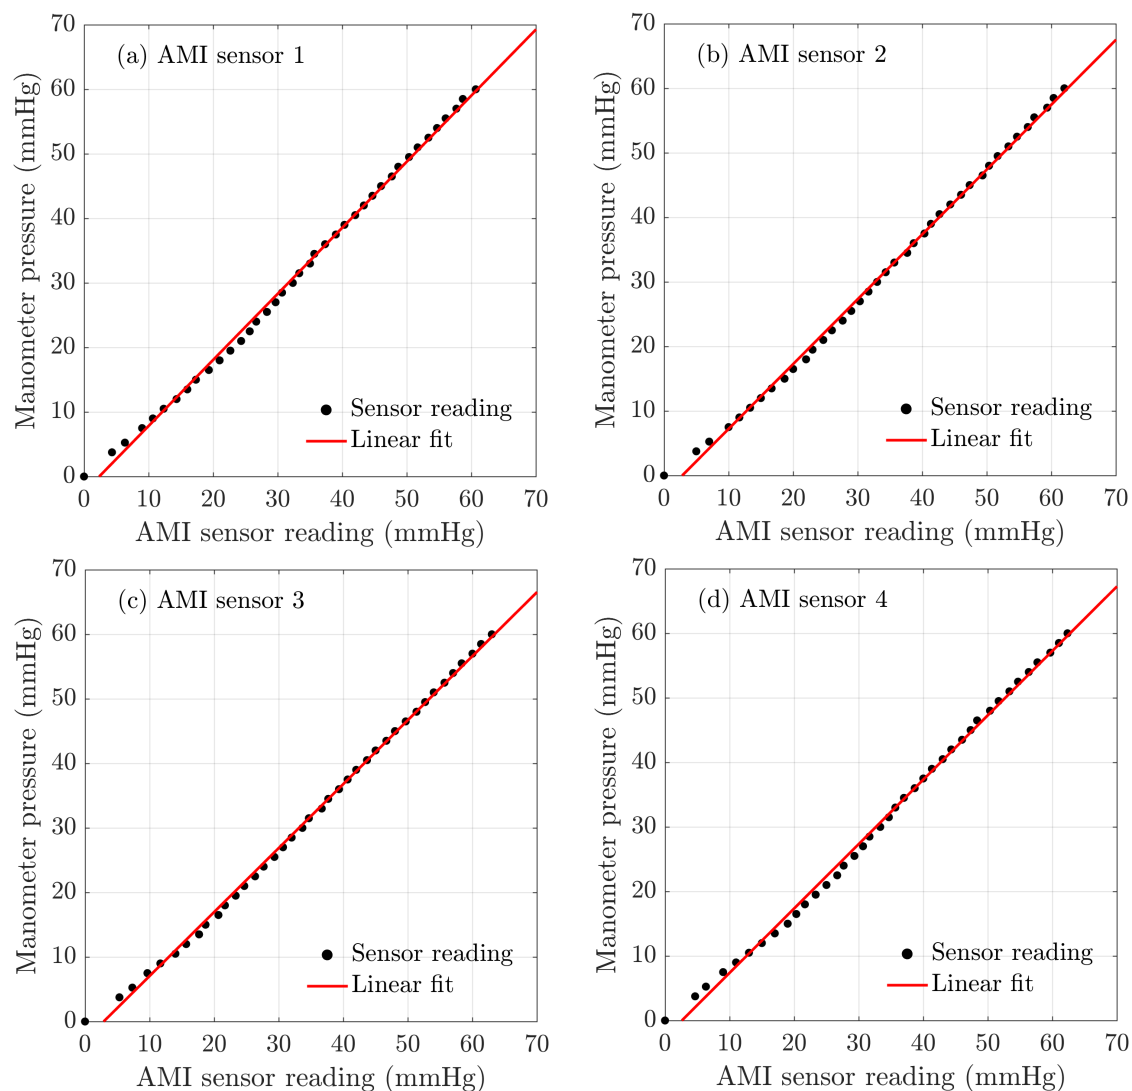 70
60
50
40
30
20
10
0
Manometer pressure (mmHg)
(a) AMI sensor 1
Sensor reading
Linear fit
0 10 20 30 40 50 60 70
AMI sensor reading (mmHg)
70
60
50
40
30
20
10
0
Manometer pressure (mmHg)
(b) AMI sensor 2
Sensor reading
Linear fit
0 10 20 30 40 50 60 70
AMI sensor reading (mmHg)
70
60
50
40
30
20
10
0
Manometer pressure (mmHg)
(c) AMI sensor 3
Sensor reading
Linear fit
0 10 20 30 40 50 60 70
AMI sensor reading (mmHg)
70
60
50
40
30
20
10
0
Manometer pressure (mmHg)
(d) AMI sensor 4
Sensor reading
Linear fit
0 10 20 30 40 50 60 70
AMI sensor reading (mmHg)